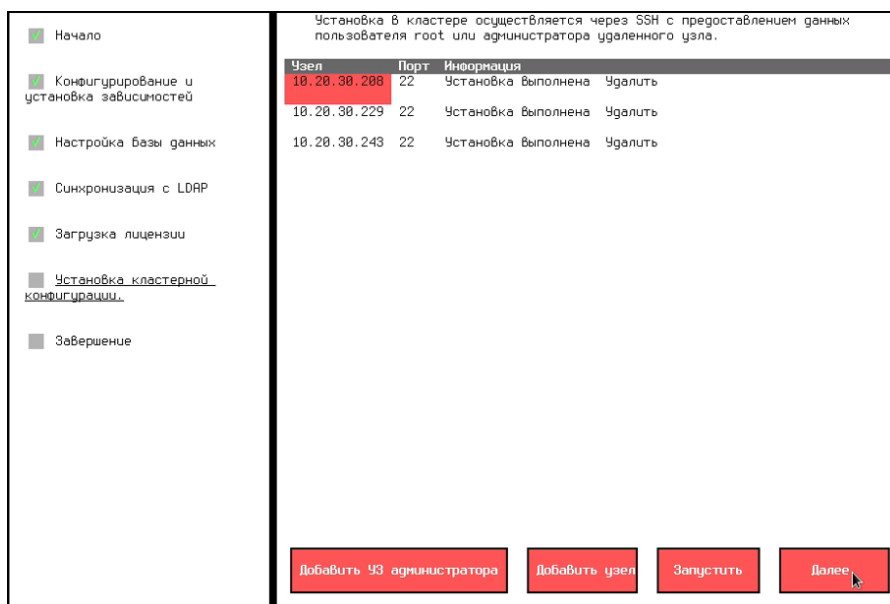 Начало
Конфигурирование и
установка зависимостей
Настройка базы данных
Синхронизация с LDAP
Загрузка лицензии
Установка кластерной
конфигурации.
Завершение
Установка в кластере осуществляется через SSH с предоставлением данных
пользователя root или администратора удаленного узла.
Узел Порт Информация
10.20.30.208 22 Установка выполнена Удалить
10.20.30.229 22 Установка выполнена Удалить
10.20.30.243 22 Установка выполнена Удалить
Добавить УЗ администратора Добавить узел Запустить Далее